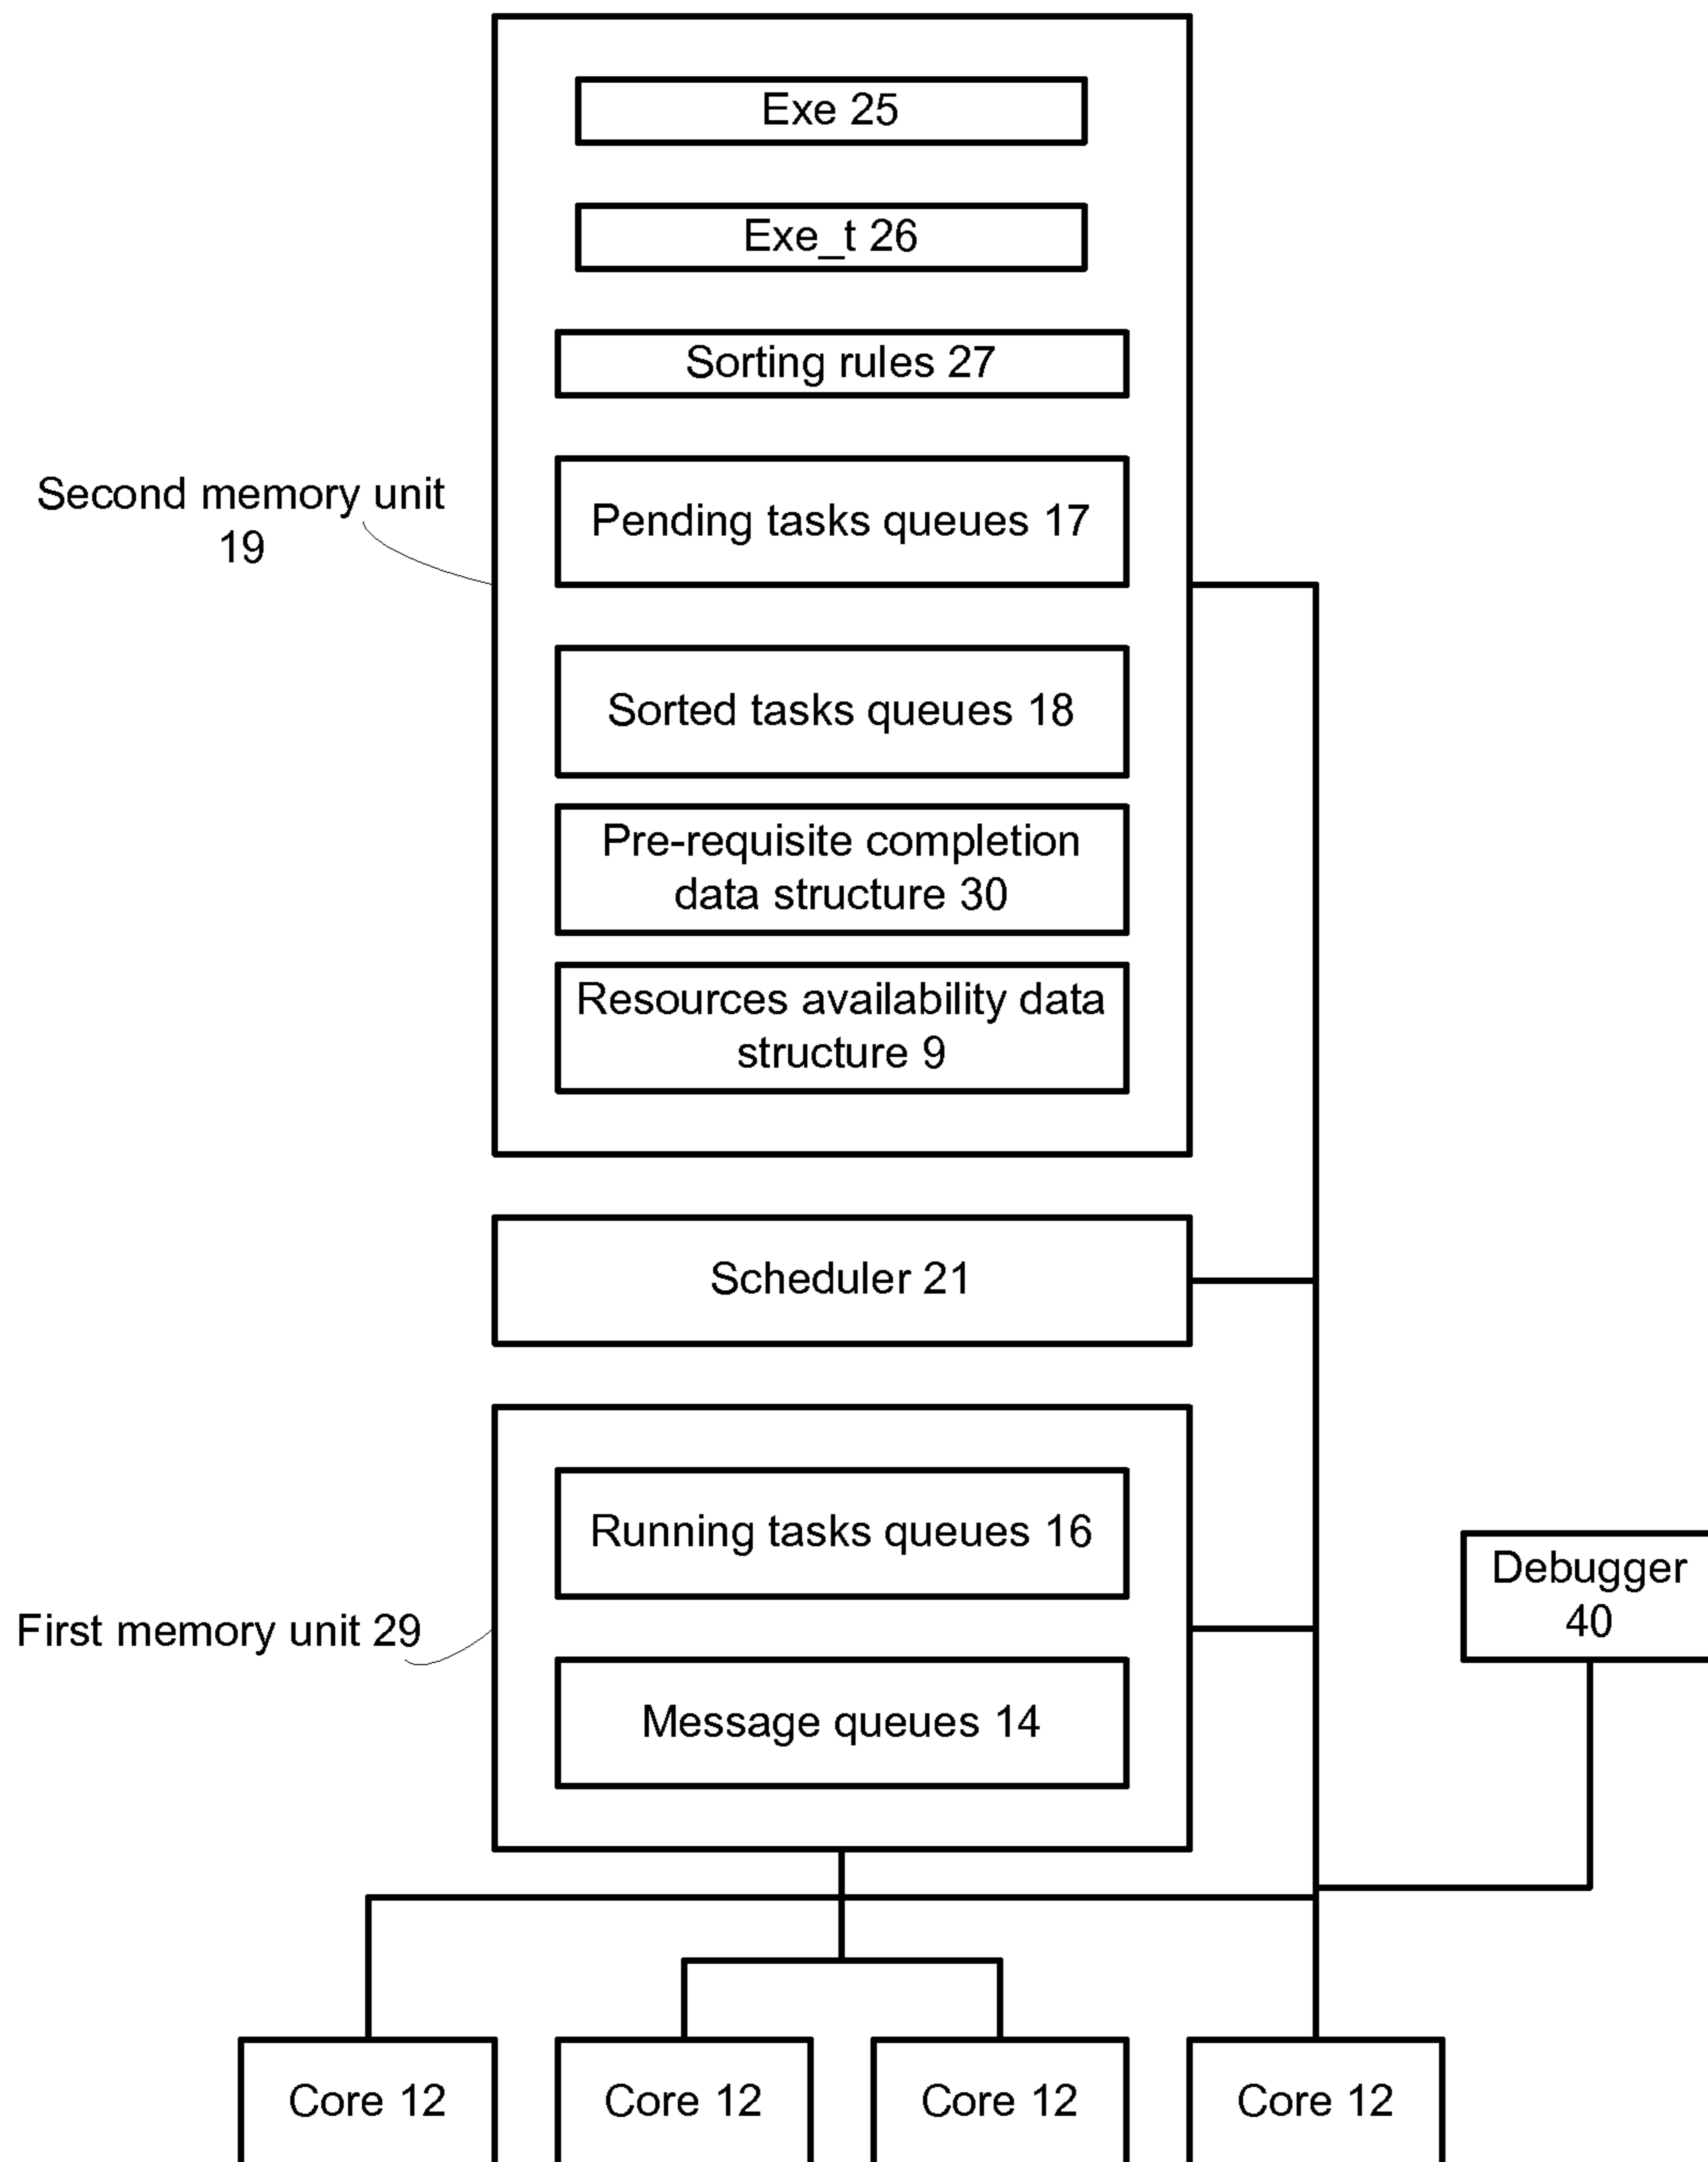 Exe 25
Exe_t 26
Sorting rules 27
Second memory unit
19
Pending tasks queues 17
Sorted tasks queues 18
Pre-requisite completion
data structure 30
Resources availability data
structure 9
Scheduler 21
Running tasks queues 16
Debugger
40
First memory unit 29
Message queues 14
Core 12
Core 12
Core 12
Core 12